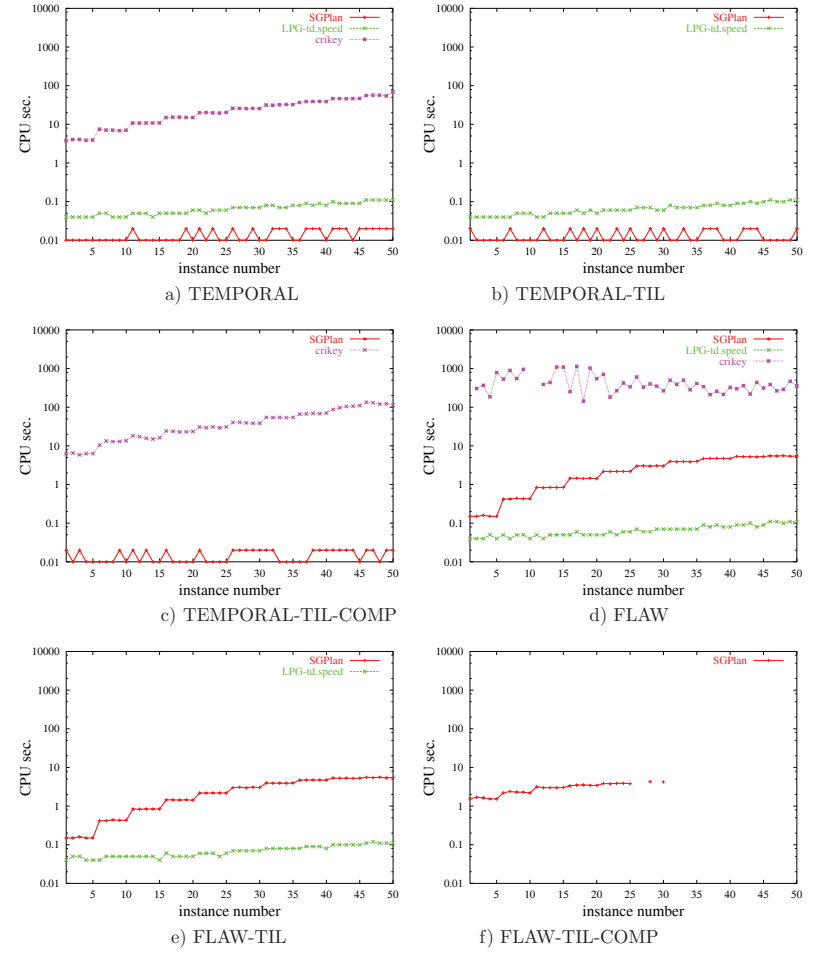 10000
1000
100
10
1
0.1
0.01
CPU sec.
SGPlan
LPG-td.speed
crikey
5 10 15 20 25 30 35 40 45 50
instance number
a) TEMPORAL
10000
1000
100
10
1
0.1
0.01
CPU sec.
SGPlan
LPG-td.speed
5 10 15 20 25 30 35 40 45 50
instance number
b) TEMPORAL-TIL
10000
1000
100
10
1
0.1
0.01
CPU sec.
SGPlan
crikey
5 10 15 20 25 30 35 40 45 50
instance number
c) TEMPORAL-TIL-COMP
10000
1000
100
10
1
0.1
0.01
CPU sec.
SGPlan
LPG-td.speed
crikey
5 10 15 20 25 30 35 40 45 50
instance number
d) FLAW
10000
1000
100
10
1
0.1
0.01
CPU sec.
SGPlan
LPG-td.speed
5 10 15 20 25 30 35 40 45 50
instance number
e) FLAW-TIL
10000
1000
100
10
1
0.1
0.01
CPU sec.
SGPlan
5 10 15 20 25 30 35 40 45 50
instance number
f) FLAW-TIL-COMP